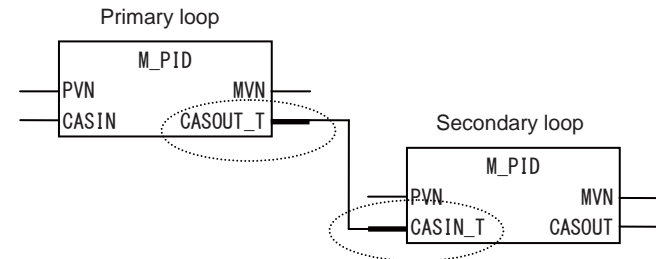 Primary loop
M_PID
PVN MVN
CASIN CASOUT_T
Secondary loop
M_PID
PVN MVN
CASIN_T CASOUT